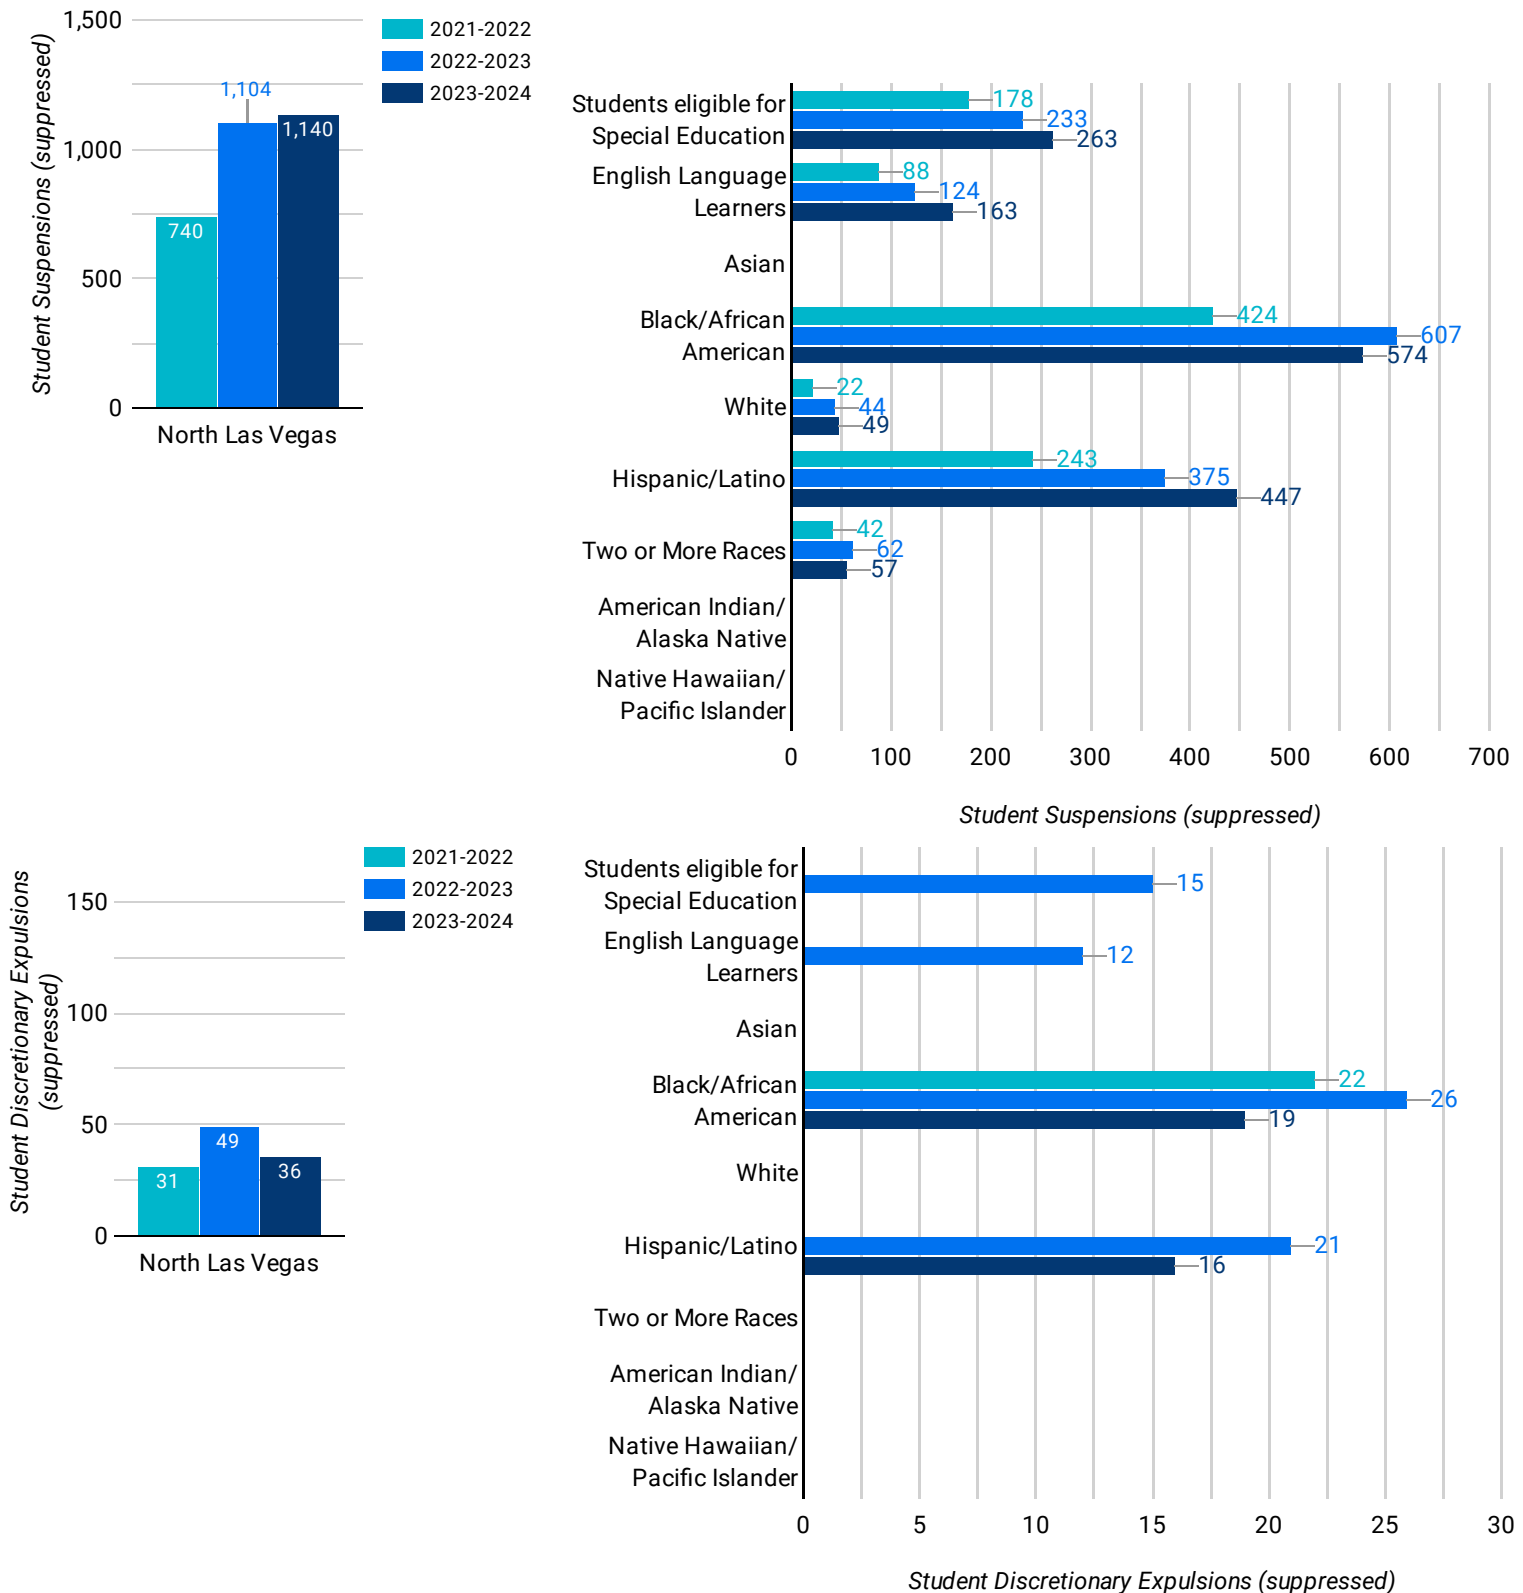 1,500
1,000
500
0
Student Suspensions (suppressed)
740
1,104
1,140
North Las Vegas
2021-2022
2022-2023
2023-2024
Students eligible for
Special Education
178
233
263
English Language
Learners
88
124
163
Asian
Black/African
American
424
607
574
White
22
44
49
Hispanic/Latino
243
375
447
Two or More Races
42
62
57
American Indian/
Alaska Native
Native Hawaiian/
Pacific Islander
0 100 200 300 400 500 600 700
Student Suspensions (suppressed)
Student Discretionary Expulsions
(suppressed)
150
100
50
0
31
49
36
North Las Vegas
2021-2022
2022-2023
2023-2024
Students eligible for
Special Education
15
English Language
Learners
12
Asian
Black/African
American
22
26
19
White
Hispanic/Latino
21
16
Two or More Races
American Indian/
Alaska Native
Native Hawaiian/
Pacific Islander
0 5 10 15 20 25 30
Student Discretionary Expulsions (suppressed)